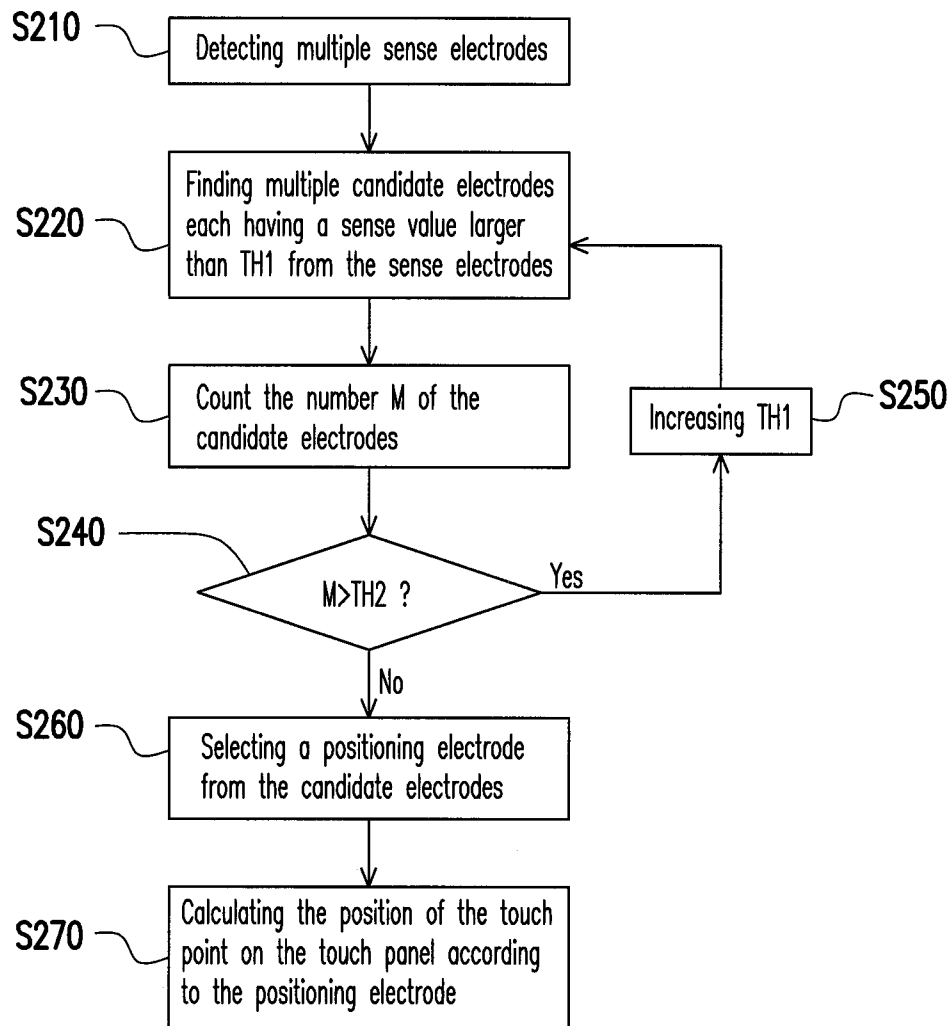 S210
Detecting multiple sense electrodes
S220
Finding multiple candidate electrodes
each having a sense value larger
than TH1 from the sense electrodes
S230
Count the number M of the
candidate electrodes
S250
Increasing TH1
S240
M>TH2 ?
Yes
No
S260
Selecting a positioning electrode
from the candidate electrodes
S270
Calculating the position of the touch
point on the touch panel according
to the positioning electrode